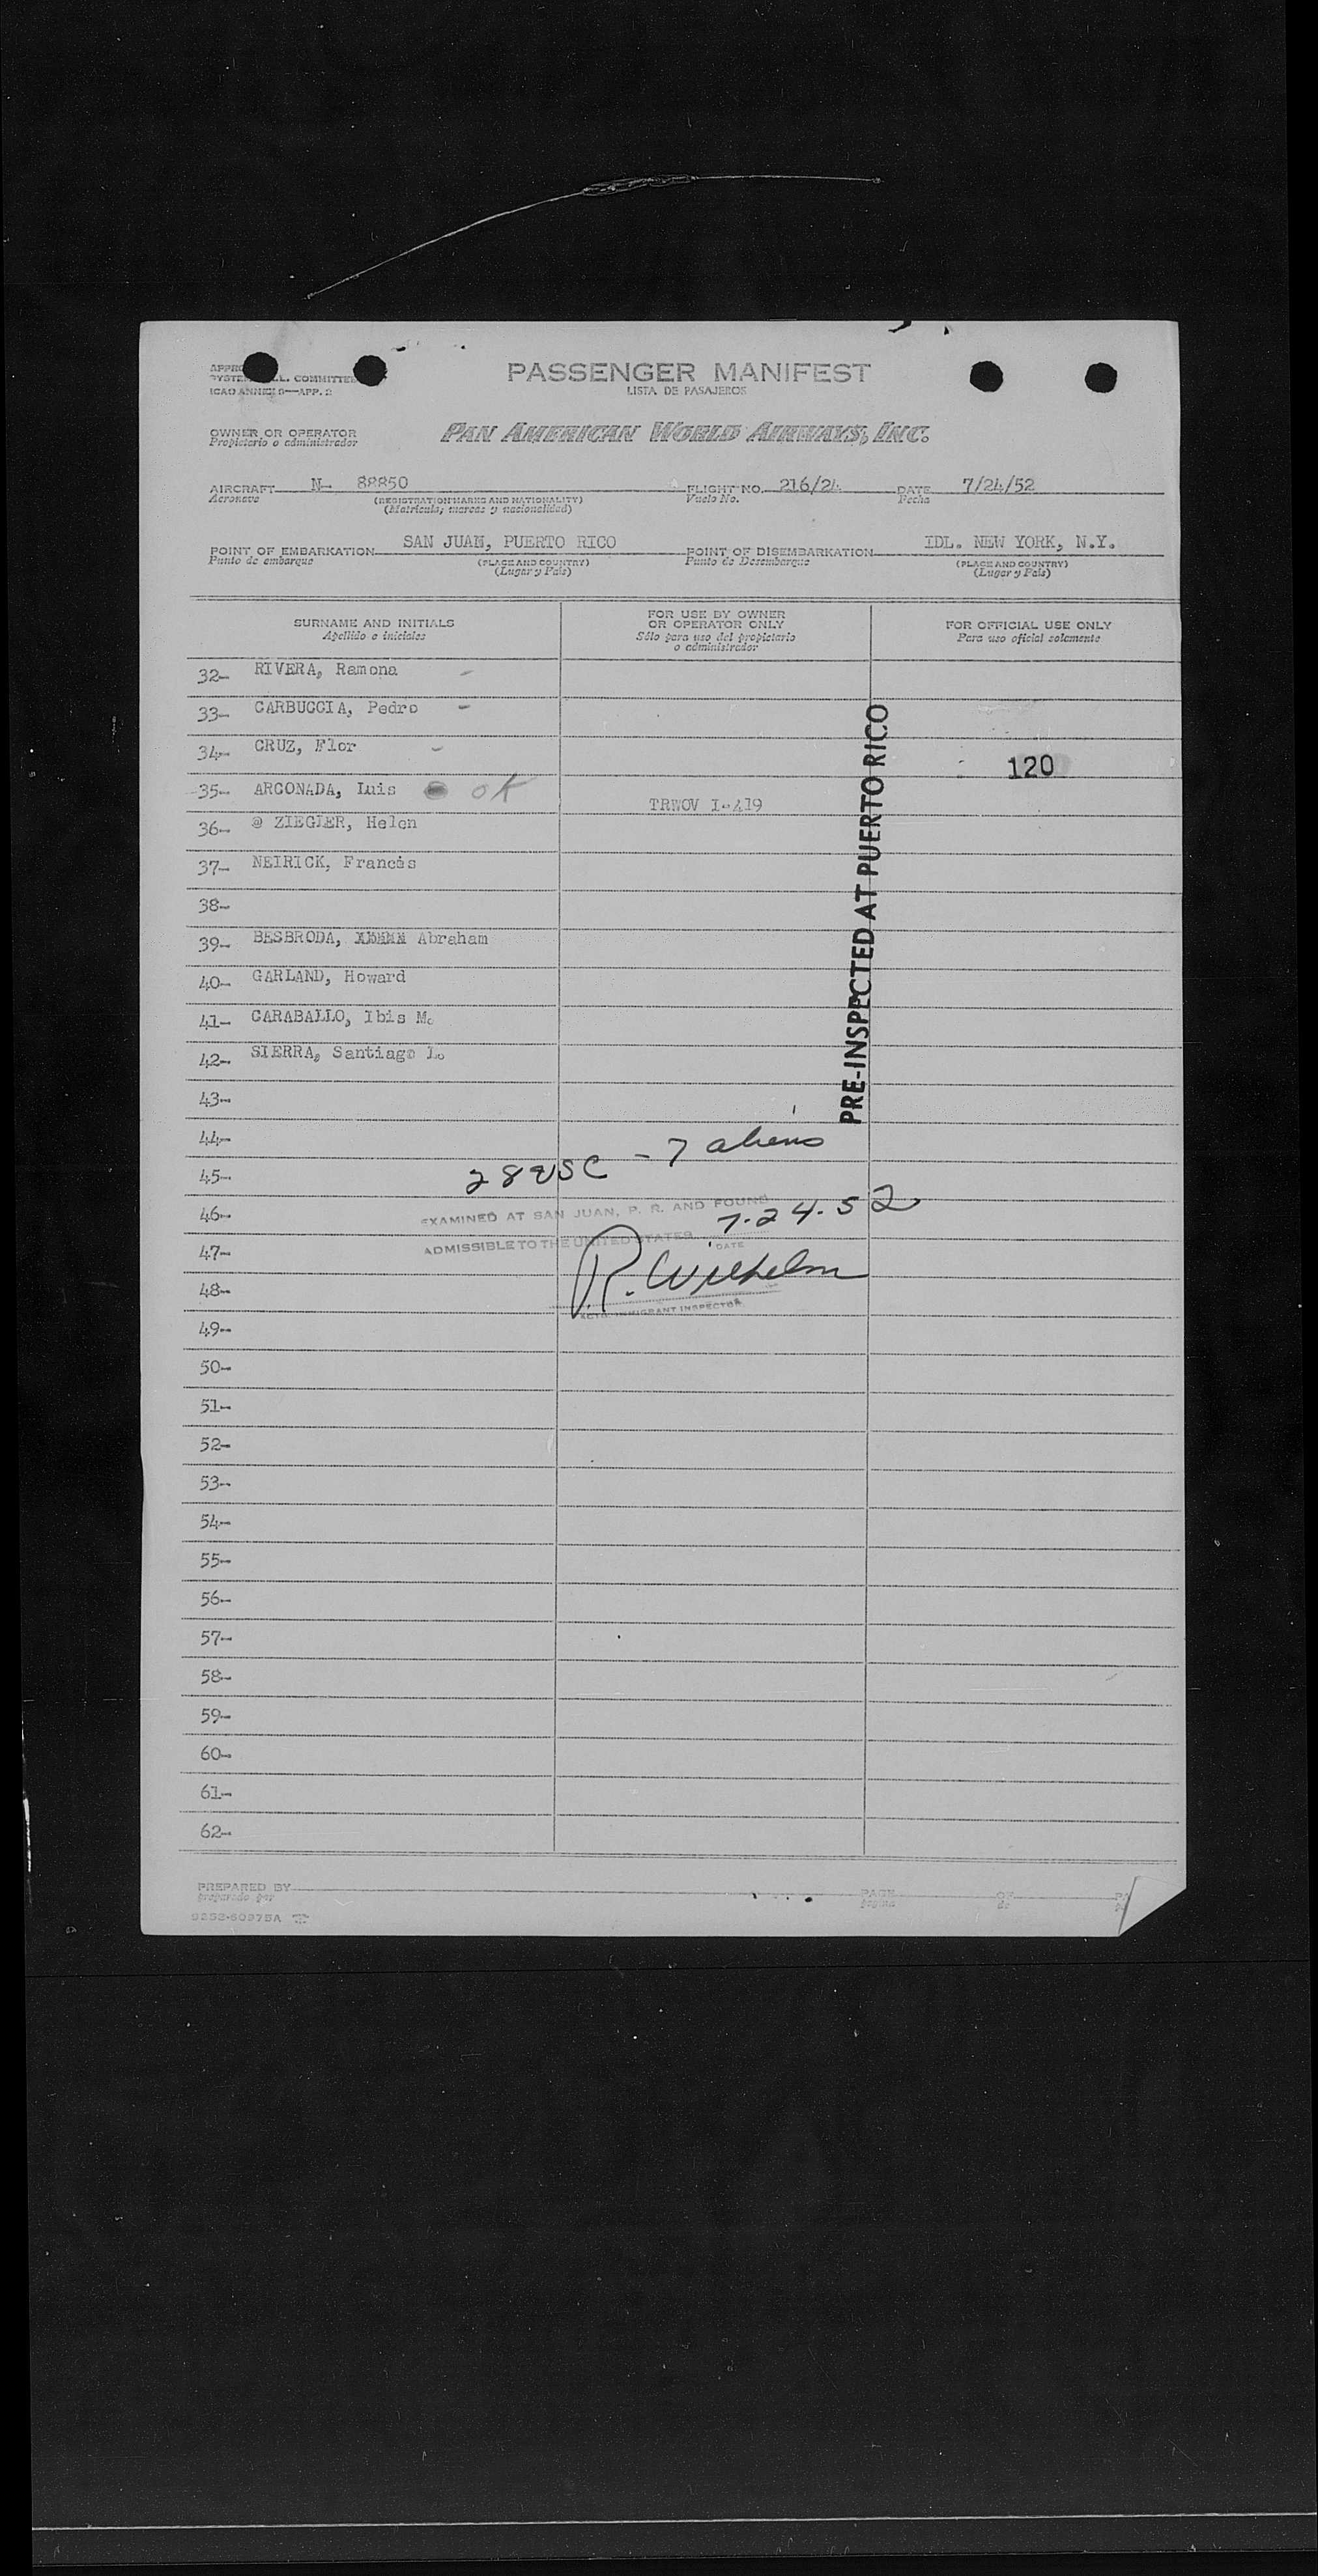 PASSENGER MANIFEST
LISTA DE PASAJEROS
L. COMMITTEE
APP. 2
OWNER OR OPERATOR
Propietario o administrador
PAN AMERICAN WORLD AIRWAYS, INC.
AIRCRAFT N- 88850 FLIGHT NO. 216/24 DATE 7/24/52
Aeronave (REGISTRATION MARKS AND NATIONALITY) Vuelo No. Fecha
(Matrícula; marcas y nacionalidad)
POINT OF EMBARKATION SAN JUAN, PUERTO RICO POINT OF DISEMBARKATION IDL. NEW YORK, N.Y.
Punto de embarque (PLACE AND COUNTRY) Punto de Desembarque (PLACE AND COUNTRY)
(Lugar y País) (Lugar y País)
SURNAME AND INITIALS
Apellido e iniciales
FOR USE BY OWNER
OR OPERATOR ONLY
Sólo para uso del propietario
o administrador
FOR OFFICIAL USE ONLY
Para uso oficial solamente
32- RIVERA, Ramona -
33- CARBUCCIA, Pedro -
34- CRUZ, Flor -
120
35- ARCONADA, Luis OK
TRWOV I-419
36- @ ZIEGLER, Helen
37- NEIRICK, Francis
38-
39- BESBRODA, Abraham
40- GARLAND, Howard
41- CARABALLO, Ibis M.
42- SIERRA, Santiago L.
PRE-INSPECTED AT PUERTO RICO
43-
44-
28 USC - 7 aliens
45-
46-
EXAMINED AT SAN JUAN, P. R. AND FOUND
7.24.52
ADMISSIBLE TO THE UNITED STATES DATE
47-
R. Wilhelm
48-
IMMIGRANT INSPECTOR
49-
50-
51-
52-
53-
54-
55-
56-
57-
58-
59-
60-
61-
62-
PREPARED BY PAGE OF
preparado por página de